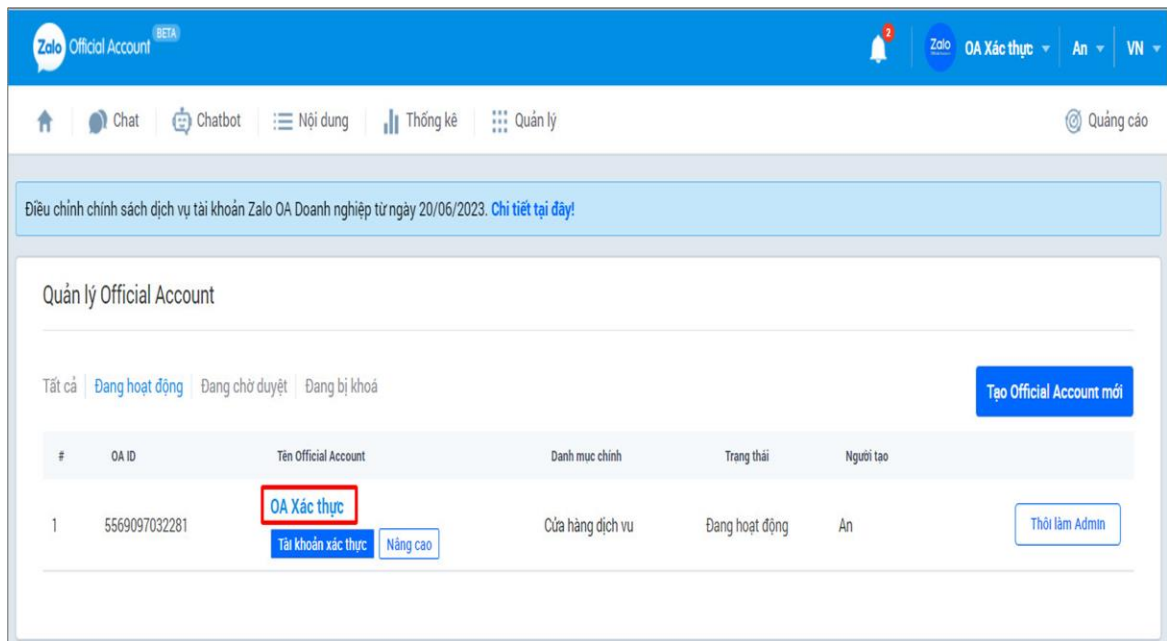 Zalo Official Account BETA 2 Zalo OA Xác thực An VN
Chat Chatbot Nội dung Thống kê Quản lý Quảng cáo
Điều chỉnh chính sách dịch vụ tài khoản Zalo OA Doanh nghiệp từ ngày 20/06/2023. Chi tiết tại đây!
Quản lý Official Account
Tất cả Đang hoạt động Đang chờ duyệt Đang bị khoá Tạo Official Account mới
# OA ID Tên Official Account Danh mục chính Trạng thái Người tạo
OA Xác thực
1 5569097032281 Cửa hàng dịch vu Đang hoạt động An Thôi làm Admin
Tài khoản xác thực Nâng cao